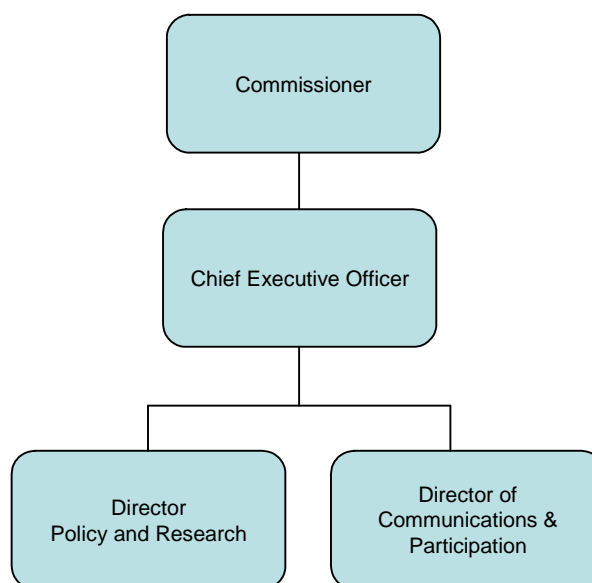 Commissioner
Chief Executive Officer
Director
Policy and Research
Director of
Communications &
Participation